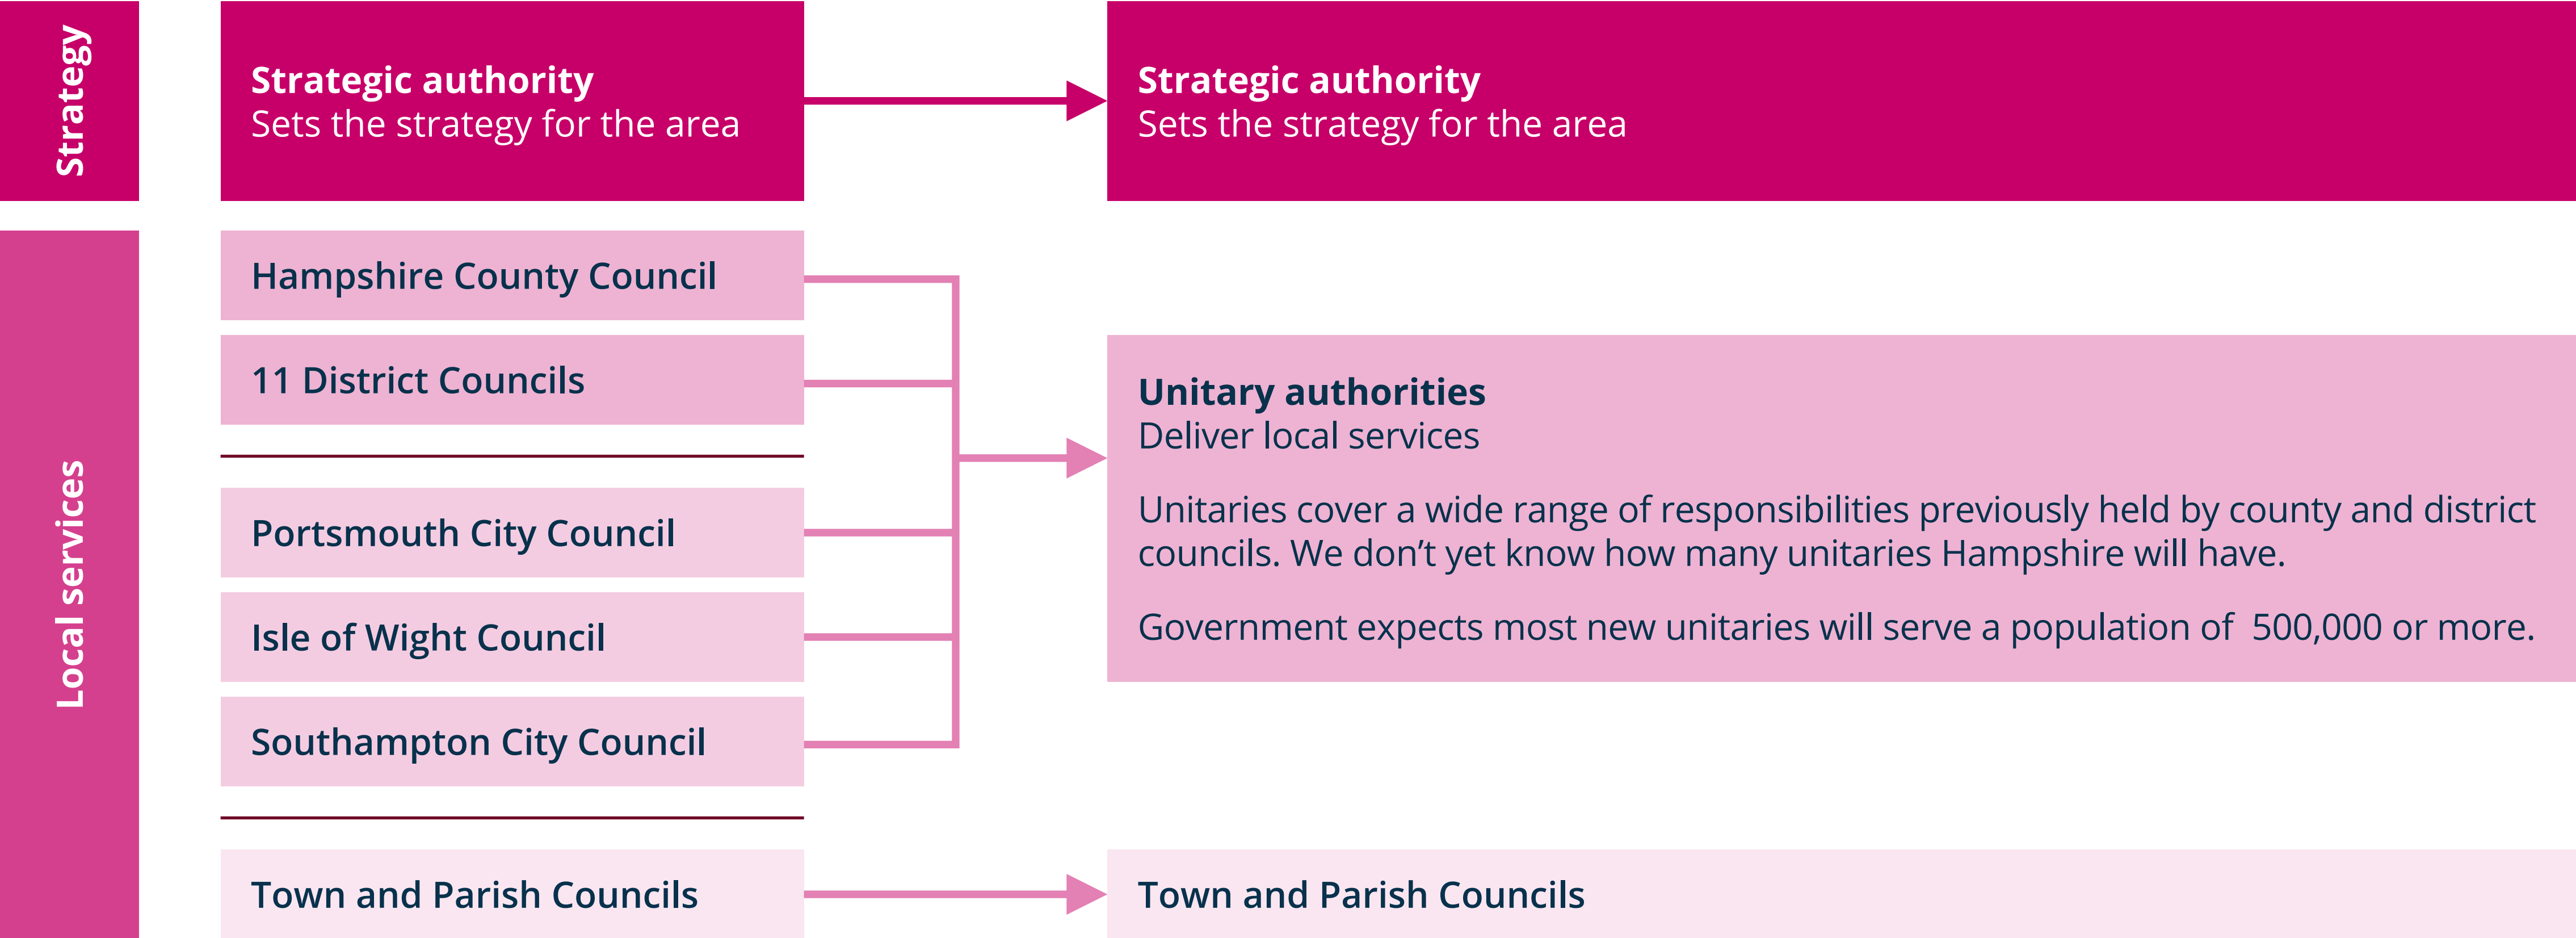 Strategy
Strategic authority
Sets the strategy for the area
Strategic authority
Sets the strategy for the area
Local services
Hampshire County Council
11 District Councils
Portsmouth City Council
Isle of Wight Council
Southampton City Council
Unitary authorities
Deliver local services
Unitaries cover a wide range of responsibilities previously held by county and district
councils. We don’t yet know how many unitaries Hampshire will have.
Government expects most new unitaries will serve a population of  500,000 or more.
Town and Parish Councils
Town and Parish Councils